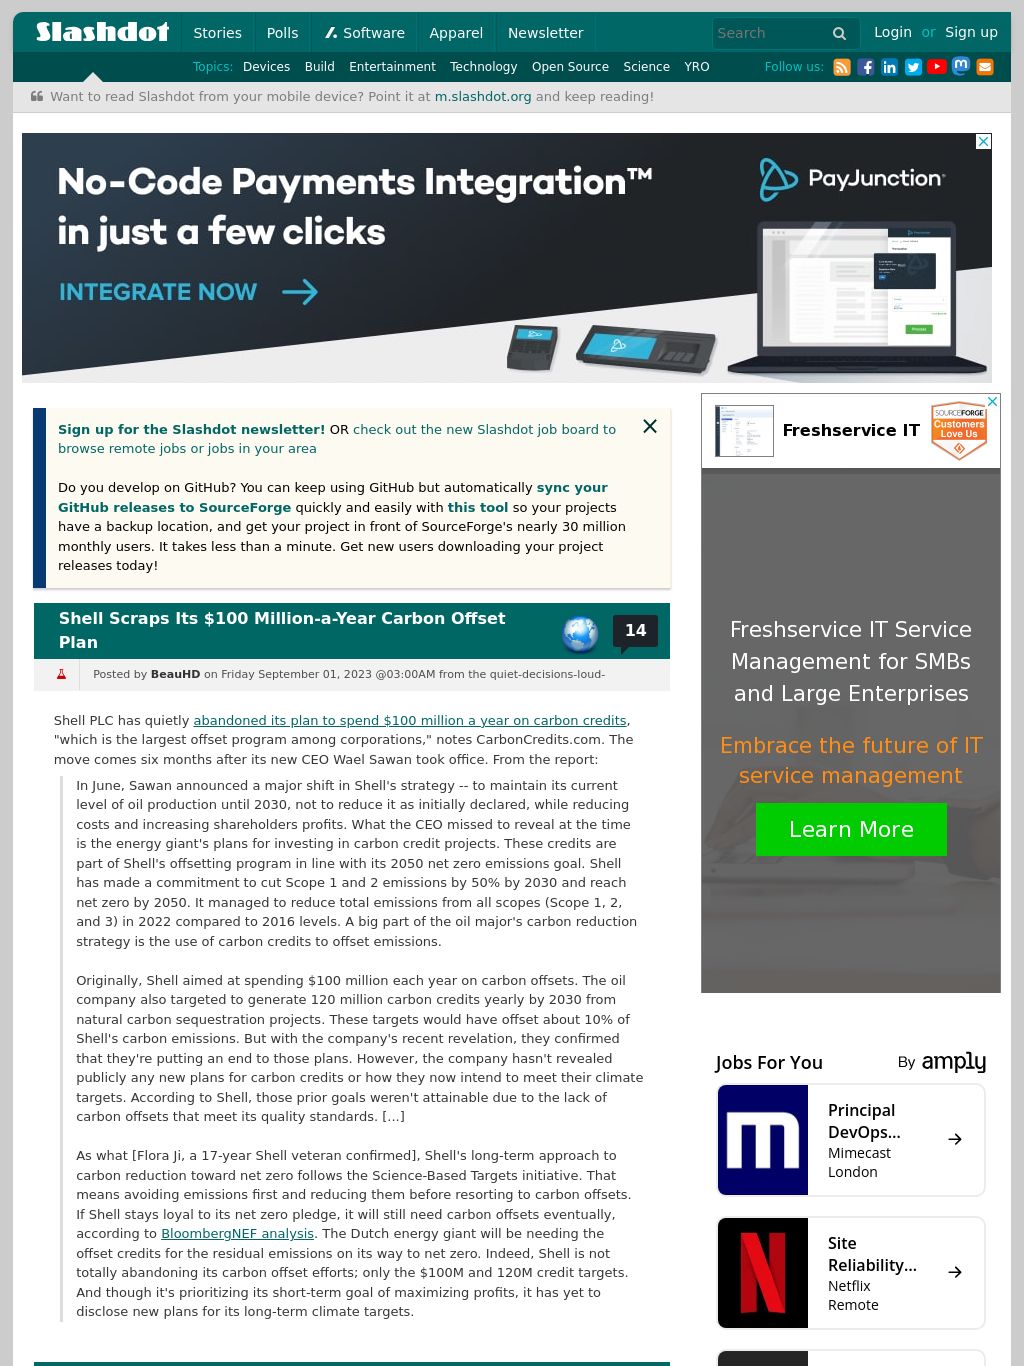 Slashdot
Stories
Polls
Software
Apparel
Newsletter
Search
Login or Sign up
Topics: Devices Build Entertainment Technology Open Source Science YRO
Follow us:
Want to read Slashdot from your mobile device? Point it at m.slashdot.org and keep reading!
No-Code Payments Integration™
in just a few clicks
INTEGRATE NOW
PayJunction
Sign up for the Slashdot newsletter! OR check out the new Slashdot job board to
browse remote jobs or jobs in your area
Do you develop on GitHub? You can keep using GitHub but automatically sync your
GitHub releases to SourceForge quickly and easily with this tool so your projects
have a backup location, and get your project in front of SourceForge's nearly 30 million
monthly users. It takes less than a minute. Get new users downloading your project
releases today!
Shell Scraps Its $100 Million-a-Year Carbon Offset
Plan
14
Posted by BeauHD on Friday September 01, 2023 @03:00AM from the quiet-decisions-loud-
Shell PLC has quietly abandoned its plan to spend $100 million a year on carbon credits,
"which is the largest offset program among corporations," notes CarbonCredits.com. The
move comes six months after its new CEO Wael Sawan took office. From the report:
In June, Sawan announced a major shift in Shell's strategy -- to maintain its current
level of oil production until 2030, not to reduce it as initially declared, while reducing
costs and increasing shareholders profits. What the CEO missed to reveal at the time
is the energy giant's plans for investing in carbon credit projects. These credits are
part of Shell's offsetting program in line with its 2050 net zero emissions goal. Shell
has made a commitment to cut Scope 1 and 2 emissions by 50% by 2030 and reach
net zero by 2050. It managed to reduce total emissions from all scopes (Scope 1, 2,
and 3) in 2022 compared to 2016 levels. A big part of the oil major's carbon reduction
strategy is the use of carbon credits to offset emissions.
Originally, Shell aimed at spending $100 million each year on carbon offsets. The oil
company also targeted to generate 120 million carbon credits yearly by 2030 from
natural carbon sequestration projects. These targets would have offset about 10% of
Shell's carbon emissions. But with the company's recent revelation, they confirmed
that they're putting an end to those plans. However, the company hasn't revealed
publicly any new plans for carbon credits or how they now intend to meet their climate
targets. According to Shell, those prior goals weren't attainable due to the lack of
carbon offsets that meet its quality standards. [...]
As what [Flora Ji, a 17-year Shell veteran confirmed], Shell's long-term approach to
carbon reduction toward net zero follows the Science-Based Targets initiative. That
means avoiding emissions first and reducing them before resorting to carbon offsets.
If Shell stays loyal to its net zero pledge, it will still need carbon offsets eventually,
according to BloombergNEF analysis. The Dutch energy giant will be needing the
offset credits for the residual emissions on its way to net zero. Indeed, Shell is not
totally abandoning its carbon offset efforts; only the $100M and 120M credit targets.
And though it's prioritizing its short-term goal of maximizing profits, it has yet to
disclose new plans for its long-term climate targets.
Freshservice IT
SOURCEFORGE
Customers
Love Us
Freshservice IT Service
Management for SMBs
and Large Enterprises
Embrace the future of IT
service management
Learn More
Jobs For You
By amply
Principal
DevOps...
Mimecast
London
Site
Reliability...
Netflix
Remote